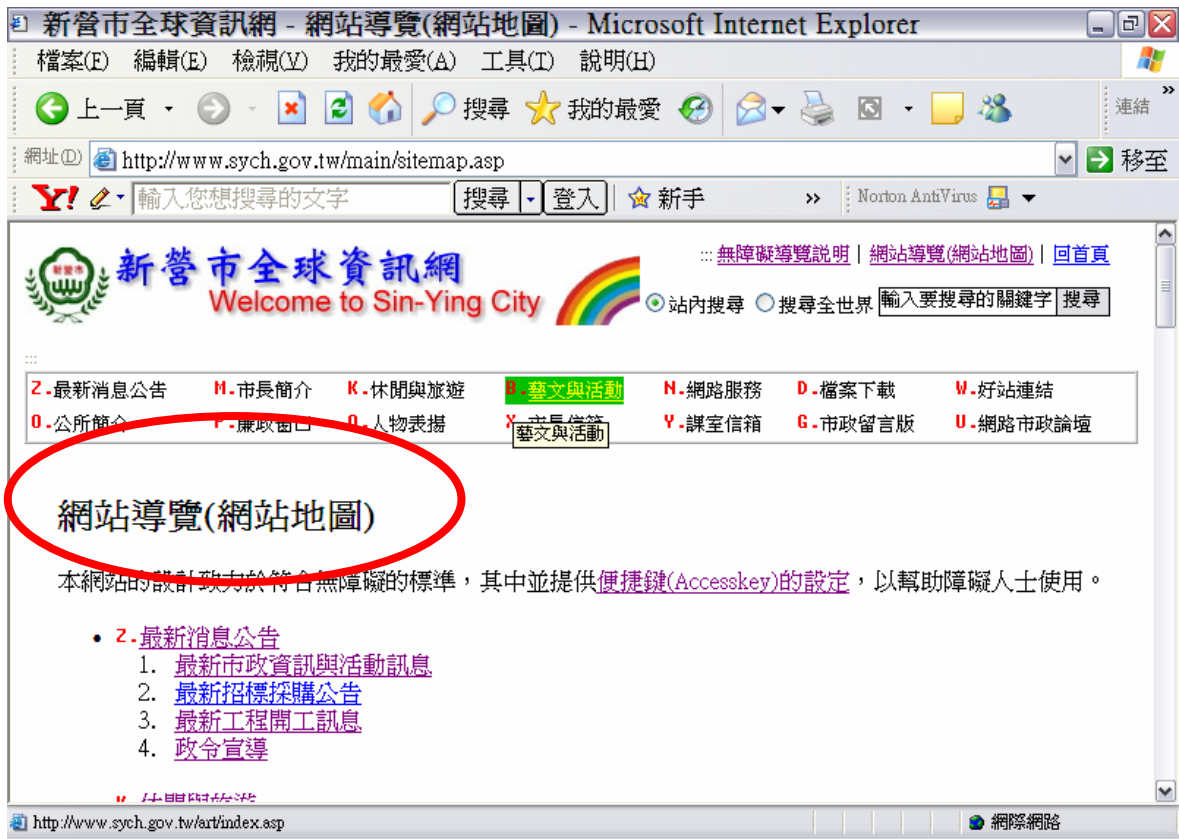 新營市全球資訊網 - 網站導覽(網站地圖) - Microsoft Internet Explorer
檔案(F) 編輯(E) 檢視(V) 我的最愛(A) 工具(T) 說明(H)
上一頁 搜尋 我的最愛 連結
網址(D) http://www.sych.gov.tw/main/sitemap.asp 移至
Y! 輸入您想搜尋的文字 搜尋 登入 新手 Norton AntiVirus
新營市
新營市全球資訊網
Welcome to Sin-Ying City
::: 無障礙導覽說明 | 網站導覽(網站地圖) | 回首頁
站內搜尋 搜尋全世界 輸入要搜尋的關鍵字 搜尋
:::
Z.最新消息公告 M.市長簡介 K.休閒與旅遊 B.藝文與活動 N.網路服務 D.檔案下載 W.好站連結
O.公所簡介 P.廉政窗口 Q.人物表揚 X.市長信箱 Y.課室信箱 G.市政留言版 U.網路市政論壇
藝文與活動
網站導覽(網站地圖)
本網站的設計致力於符合無障礙的標準，其中並提供便捷鍵(Accesskey)的設定，以幫助障礙人士使用。
• Z.最新消息公告
1. 最新市政資訊與活動訊息
2. 最新招標採購公告
3. 最新工程開工訊息
4. 政令宣導
K.休閒與旅遊
http://www.sych.gov.tw/art/index.asp 網際網路